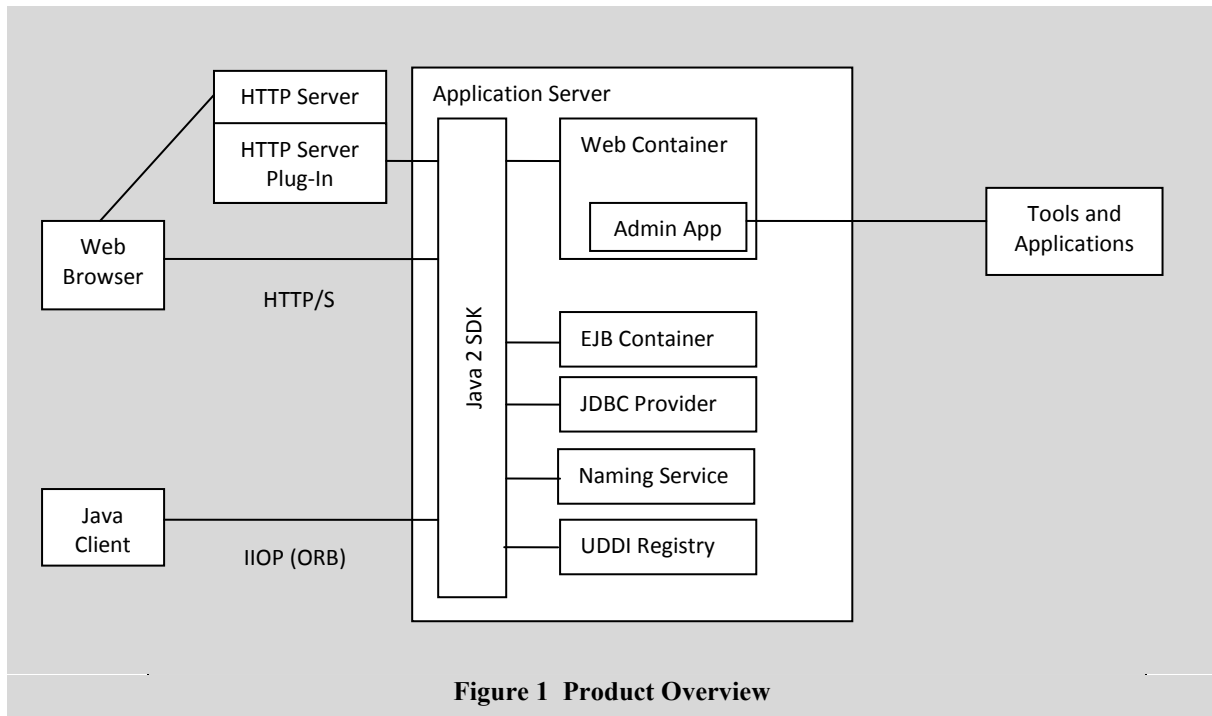 HTTP Server
HTTP Server
Plug-In
Web
Browser
HTTP/S
Java
Client
IIOP (ORB)
Application Server
Java 2 SDK
Web Container
Admin App
EJB Container
JDBC Provider
Naming Service
UDDI Registry
Tools and
Applications
Figure 1 Product Overview